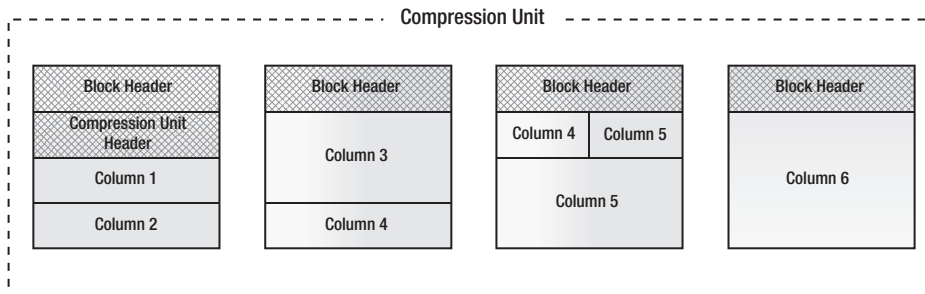 Compression Unit
Block Header
Compression Unit
Header
Column 1
Column 2
Block Header
Column 3
Column 4
Block Header
Column 4 Column 5
Column 5
Block Header
Column 6